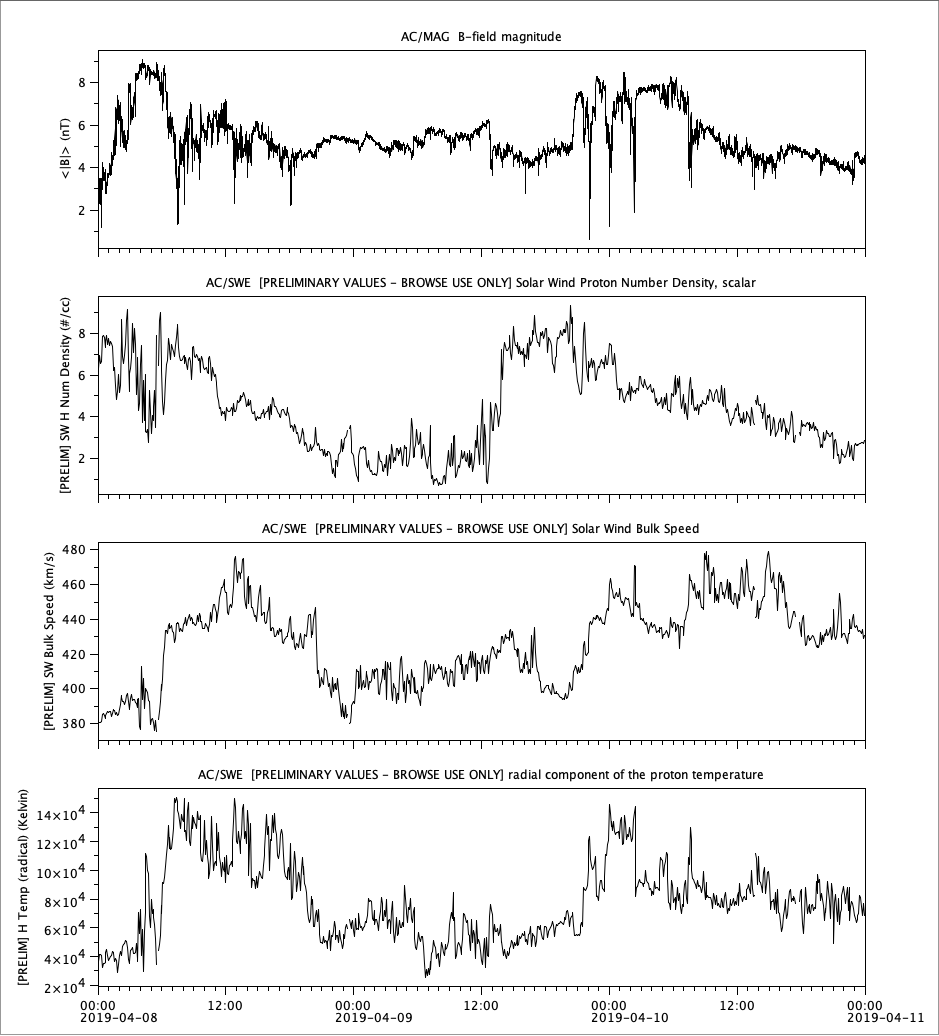 AC/MAG  B-field magnitude
<|B|> (nT)
8
6
4
2
AC/SWE  [PRELIMINARY VALUES - BROWSE USE ONLY] Solar Wind Proton Number Density, scalar
[PRELIM] SW H Num Density (#/cc)
8
6
4
2
AC/SWE  [PRELIMINARY VALUES - BROWSE USE ONLY] Solar Wind Bulk Speed
[PRELIM] SW Bulk Speed (km/s)
480
460
440
420
400
380
AC/SWE  [PRELIMINARY VALUES - BROWSE USE ONLY] radial component of the proton temperature
[PRELIM] H Temp (radical) (Kelvin)
14×10⁴
12×10⁴
10×10⁴
8×10⁴
6×10⁴
4×10⁴
2×10⁴
00:00 12:00 00:00 12:00 00:00 12:00 00:00
2019-04-08 2019-04-09 2019-04-10 2019-04-11